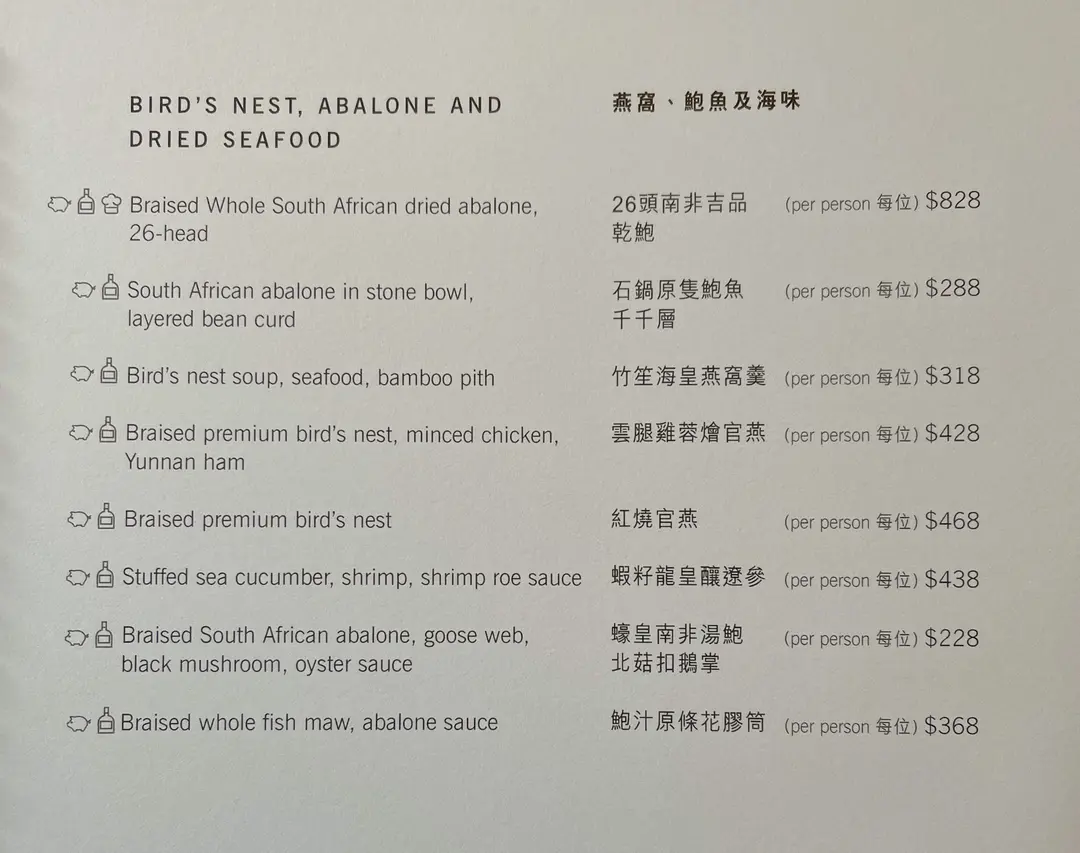 BIRD'S NEST, ABALONE AND
DRIED SEAFOOD
燕窩、鮑魚及海味
Braised Whole South African dried abalone,
26-head
26頭南非吉品
乾鮑
(per person 每位) $828
South African abalone in stone bowl,
layered bean curd
石鍋原隻鮑魚
千千層
(per person 每位) $288
Bird's nest soup, seafood, bamboo pith
竹笙海皇燕窩羹
(per person 每位) $318
Braised premium bird's nest, minced chicken,
Yunnan ham
雲腿雞蓉燴官燕
(per person 每位) $428
Braised premium bird's nest
紅燒官燕
(per person 每位) $468
Stuffed sea cucumber, shrimp, shrimp roe sauce
蝦籽龍皇釀遼參
(per person 每位) $438
Braised South African abalone, goose web,
black mushroom, oyster sauce
蠔皇南非湯鮑
北菇扣鵝掌
(per person 每位) $228
Braised whole fish maw, abalone sauce
鮑汁原條花膠筒
(per person 每位) $368